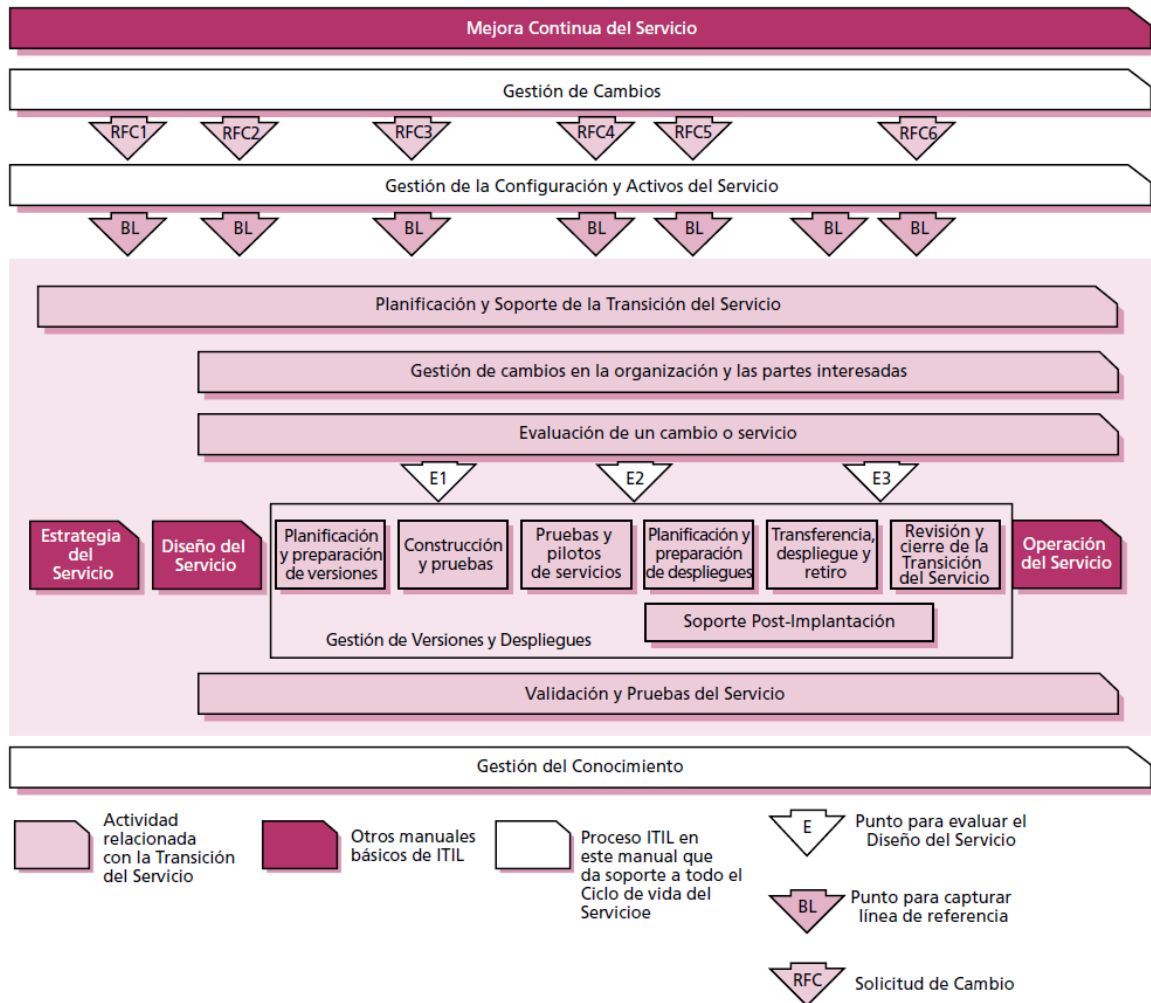 Mejora Continua del Servicio
Gestión de Cambios
RFC1
RFC2
RFC3
RFC4
RFC5
RFC6
Gestión de la Configuración y Activos del Servicio
BL
BL
BL
BL
BL
BL
BL
Planificación y Soporte de la Transición del Servicio
Gestión de cambios en la organización y las partes interesadas
Evaluación de un cambio o servicio
E1
E2
E3
Estrategia
del
Servicio
Diseño del
Servicio
Planificación
y preparación
de versiones
Construcción
y pruebas
Pruebas y
pilotos
de servicios
Planificación y
preparación
de despliegues
Transferencia,
despliegue y
retiro
Revisión y
cierre de la
Transición
del Servicio
Operación
del Servicio
Soporte Post-Implantación
Gestión de Versiones y Despliegues
Validación y Pruebas del Servicio
Gestión del Conocimiento
Actividad
relacionada
con la Transición
del Servicio
Otros manuales
básicos de ITIL
Proceso ITIL en
este manual que
da soporte a todo el
Ciclo de vida del
Servicioe
E
Punto para evaluar el
Diseño del Servicio
BL
Punto para capturar
línea de referencia
RFC
Solicitud de Cambio